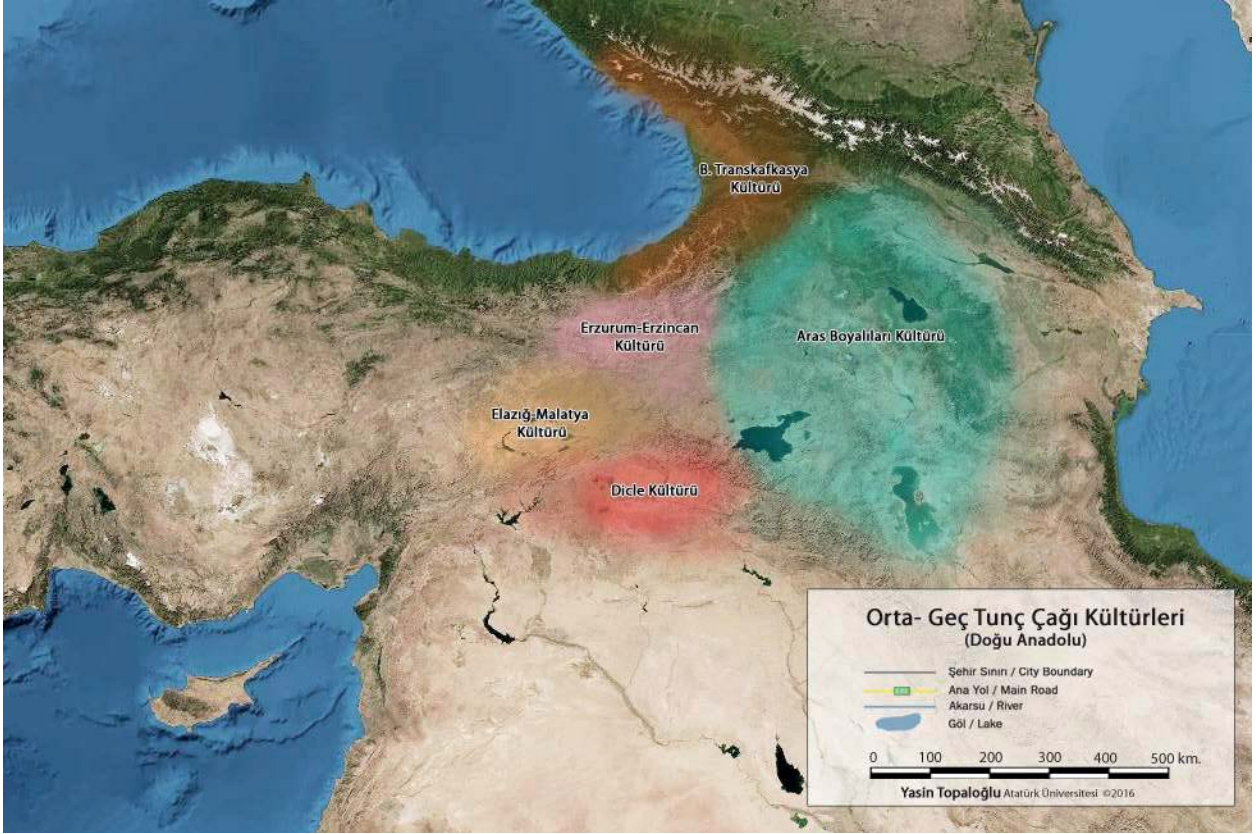 B. Transkafkasya
Kültürü
Erzurum-Erzincan
Kültürü
Aras Boyalıları Kültürü
Elazığ-Malatya
Kültürü
Dicle Kültürü
Orta- Geç Tunç Çağı Kültürleri
(Doğu Anadolu)
Şehir Sınırı / City Boundary
Ana Yol / Main Road
Akarsu / River
Göl / Lake
0 100 200 300 400 500 km.
Yasin Topaloğlu Atatürk Üniversitesi ©2016